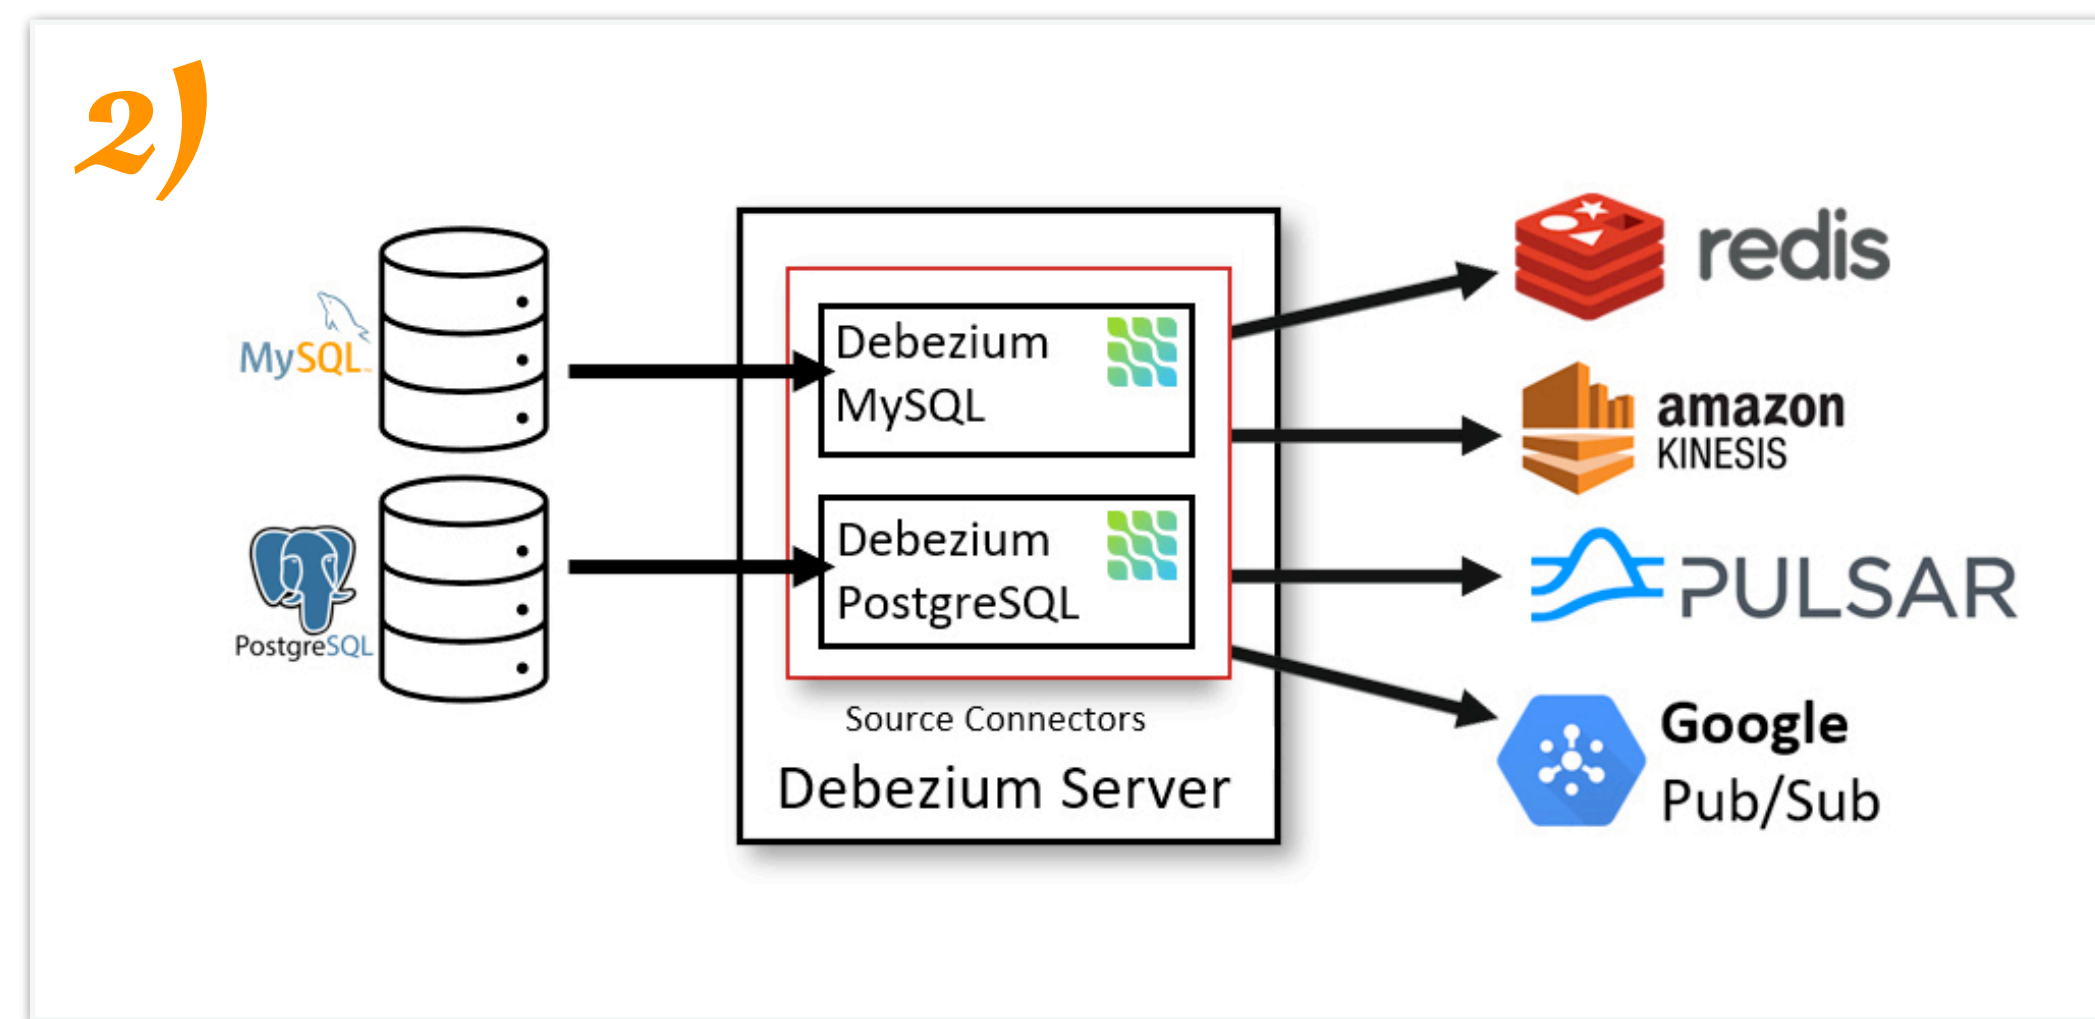 2)
MySQL
PostgreSQL
Debezium
MySQL
Debezium
PostgreSQL
Source Connectors
Debezium Server
redis
amazon
KINESIS
PULSAR
Google
Pub/Sub